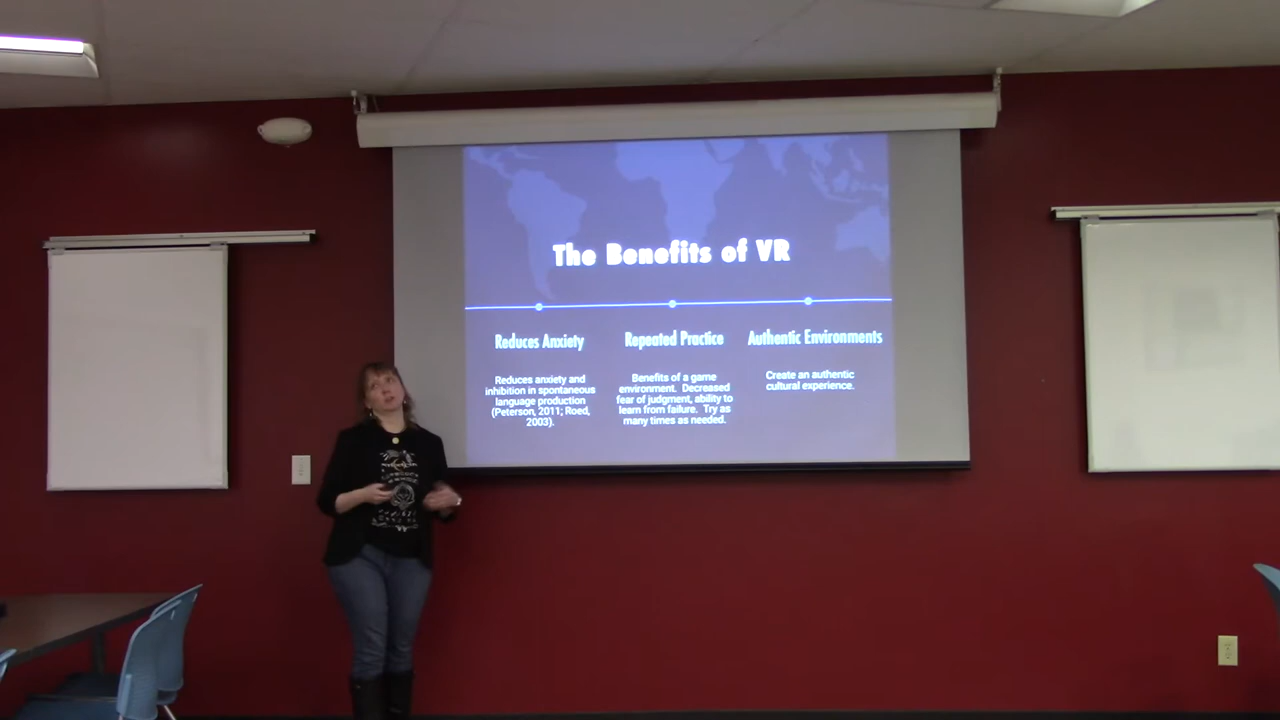 The Benefits of VR
Reduces Anxiety
Reduces anxiety and
inhibition in spontaneous
language production
(Peterson, 2011; Roed,
2003).
Repeated Practice
Benefits of a game
environment. Decreased
fear of judgment, ability to
learn from failure. Try as
many times as needed.
Authentic Environments
Create an authentic
cultural experience.